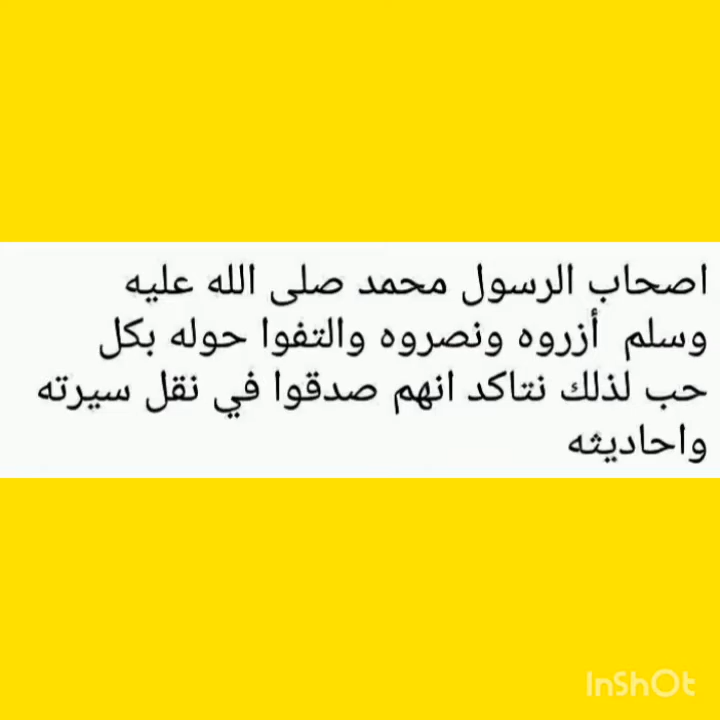 اصحاب الرسول محمد صلى الله عليه
وسلم أزروه ونصروه والتفوا حوله بكل
حب لذلك نتاكد انهم صدقوا في نقل سيرته
واحاديثه
InShOt